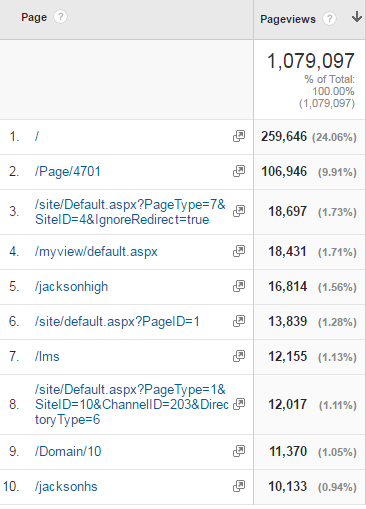 Page ? Pageviews ? ↓
1,079,097
% of Total:
100.00%
(1,079,097)
1. / 259,646 (24.06%)
2. /Page/4701 106,946 (9.91%)
3. /site/Default.aspx?PageType=7&
SiteID=4&IgnoreRedirect=true 18,697 (1.73%)
4. /myview/default.aspx 18,431 (1.71%)
5. /jacksonhigh 16,814 (1.56%)
6. /site/default.aspx?PageID=1 13,839 (1.28%)
7. /lms 12,155 (1.13%)
8. /site/Default.aspx?PageType=1&
SiteID=10&ChannelID=203&Direc
toryType=6 12,017 (1.11%)
9. /Domain/10 11,370 (1.05%)
10. /jacksonhs 10,133 (0.94%)